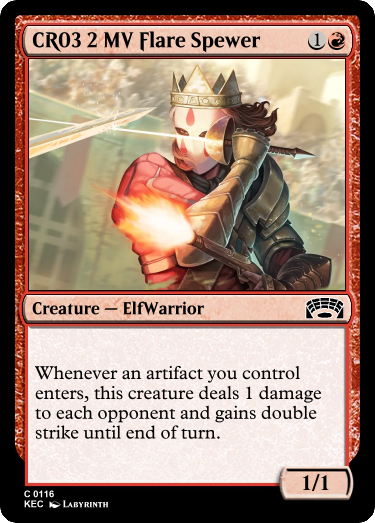 CR03 2 MV Flare Spewer 1
Creature — ElfWarrior
Whenever an artifact you control
enters, this creature deals 1 damage
to each opponent and gains double
strike until end of turn.
1/1
C 0116
KEC Labyrinth